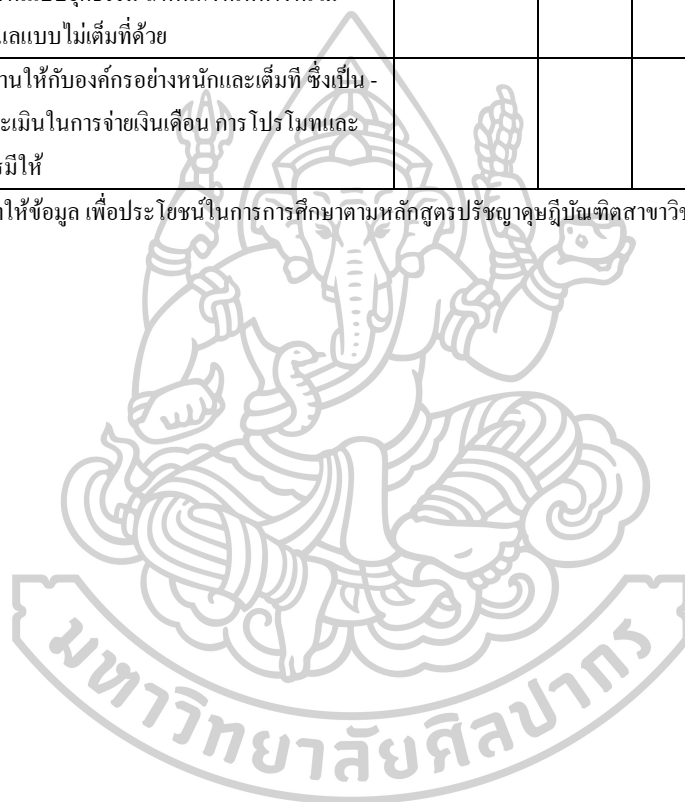 แลแบบไม่เต็มที่ด้วย
านให้กับองค์กรอย่างหนักและเต็มที ซึ่งเป็น -
ะเมินในการจ่ายเงินเดือน การโปรโมทและ
รมีให้
าให้ข้อมูล เพื่อประโยชน์ในการการศึกษาตามหลักสูตรปรัชญาดุษฎีบัณฑิตสาขาวิช
มหาวิทยาลัยศิลปากร